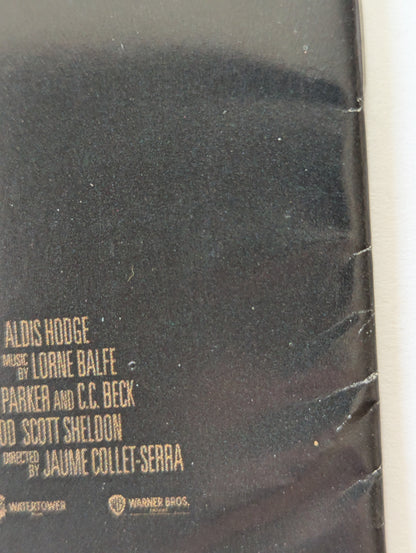 ALDIS HODGE
MUSIC BY LORNE BALFE
PARKER AND C.C. BECK
SCOTT SHELDON
DIRECTED BY JAUME COLLET-SERRA
WATERTOWER WARNER BROS.